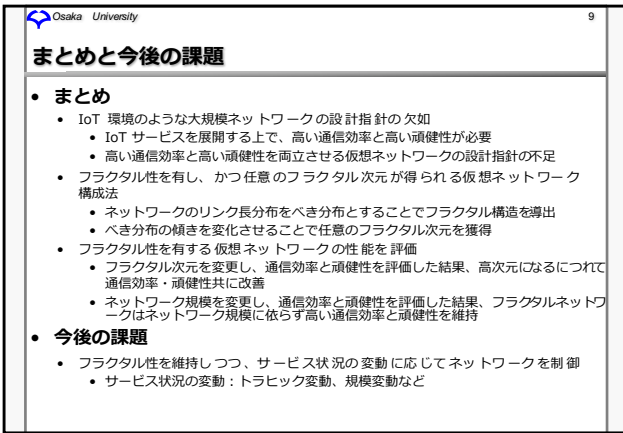 Osaka University
9
まとめと今後の課題
• まとめ
• IoT 環境のような大規模ネットワークの設計指針の欠如
• IoT サービスを展開する上で、高い通信効率と高い頑健性が必要
• 高い通信効率と高い頑健性を両立させる仮想ネットワークの設計指針の不足
• フラクタル性を有し、かつ任意のフラクタル次元が得られる仮想ネットワーク
構成法
• ネットワークのリンク長分布をべき分布とすることでフラクタル構造を導出
• べき分布の傾きを変化させることで任意のフラクタル次元を獲得
• フラクタル性を有する仮想ネットワークの性能を評価
• フラクタル次元を変更し、通信効率と頑健性を評価した結果、高次元になるにつれて
通信効率・頑健性共に改善
• ネットワーク規模を変更し、通信効率と頑健性を評価した結果、フラクタルネットワ
ークはネットワーク規模に依らず高い通信効率と頑健性を維持
• 今後の課題
• フラクタル性を維持しつつ、サービス状況の変動に応じてネットワークを制御
• サービス状況の変動：トラヒック変動、規模変動など